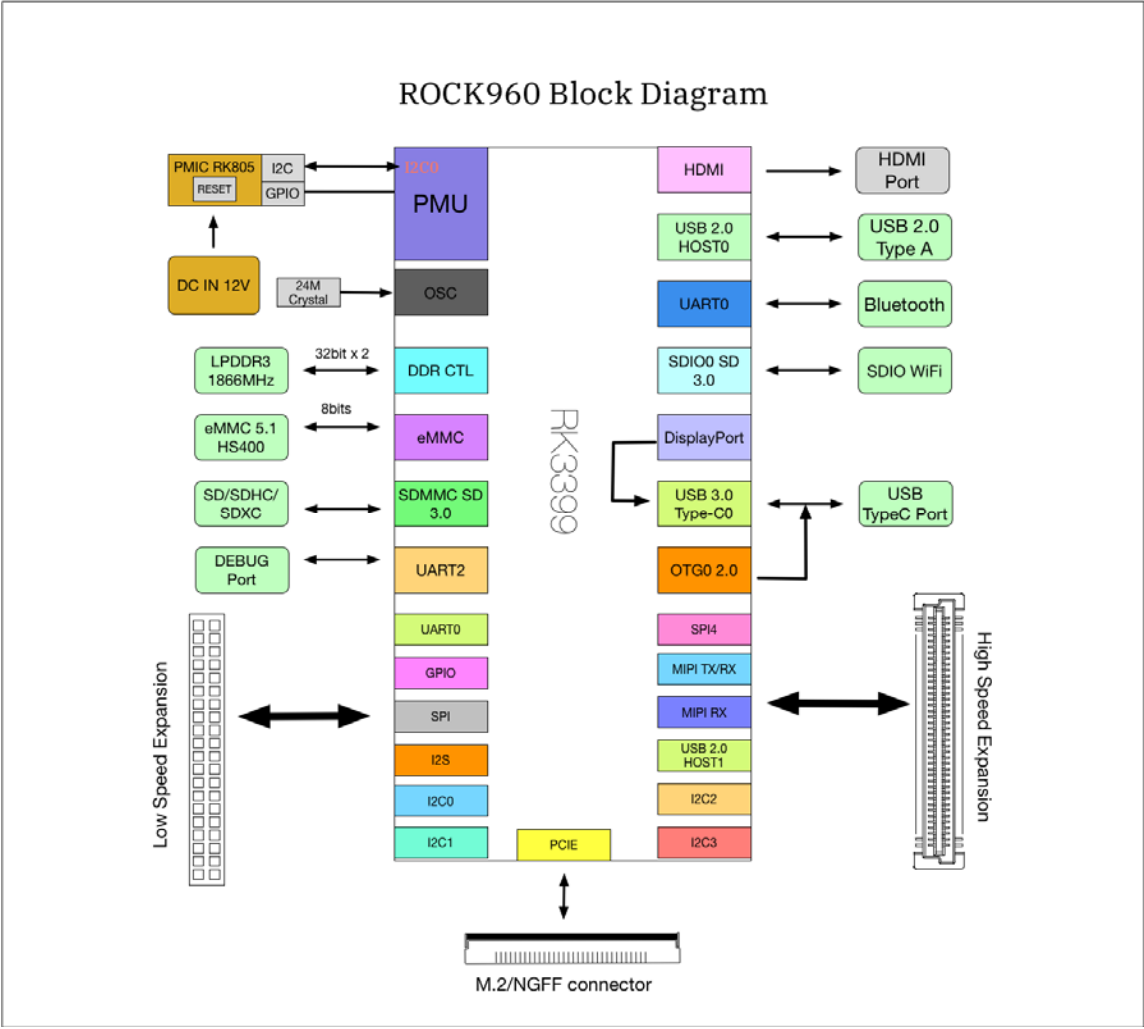 ROCK960 Block Diagram
PMIC RK805
RESET
I2C
GPIO
I2C0
PMU
DC IN 12V
24M
Crystal
OSC
LPDDR3
1866MHz
32bit x 2
DDR CTL
eMMC 5.1
HS400
8bits
eMMC
SD/SDHC/
SDXC
SDMMC SD
3.0
DEBUG
Port
UART2
UART0
GPIO
SPI
I2S
I2C0
I2C1
Low Speed Expansion
RK3399
HDMI
HDMI
Port
USB 2.0
HOST0
USB 2.0
Type A
UART0
Bluetooth
SDIO0 SD
3.0
SDIO WiFi
DisplayPort
USB 3.0
Type-C0
USB
TypeC Port
OTG0 2.0
SPI4
MIPI TX/RX
MIPI RX
USB 2.0
HOST1
I2C2
I2C3
High Speed Expansion
PCIE
M.2/NGFF connector